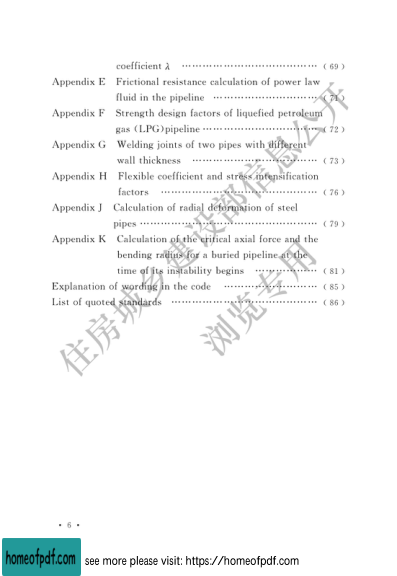 coefficient λ …………………………………… ( 69 )
Appendix E Frictional resistance calculation of power law
fluid in the pipeline …………………………… ( 71 )
Appendix F Strength design factors of liquefied petroleum
gas (LPG)pipeline ……………………………… ( 72 )
Appendix G Welding joints of two pipes with different
wall thickness ………………………………… ( 73 )
Appendix H Flexible coefficient and stress intensification
factors ………………………………………… ( 76 )
Appendix J Calculation of radial deformation of steel
pipes ……………………………………………… ( 79 )
Appendix K Calculation of the critical axial force and the
bending radius for a buried pipeline at the
time of its instability begins ……………… ( 81 )
Explanation of wording in the code ……………………… ( 85 )
List of quoted standards ……………………………………… ( 86 )
住房城乡建设部信息公开
浏览专用
• 6 •
homeofpdf.com
see more please visit: https://homeofpdf.com